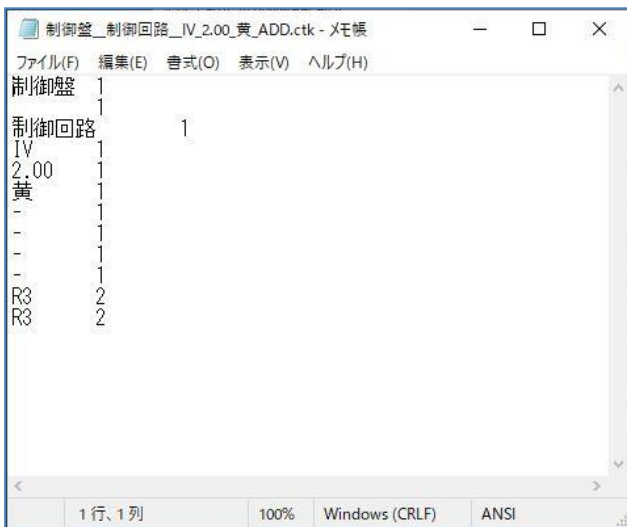 制御盤__制御回路__IV_2.00_黄_ADD.ctk - メモ帳
ファイル(F) 編集(E) 書式(O) 表示(V) ヘルプ(H)
制御盤 1
1
制御回路 1
IV 1
2.00 1
黄 1
- 1
- 1
- 1
- 1
R3 2
R3 2
1行、1列 100% Windows (CRLF) ANSI